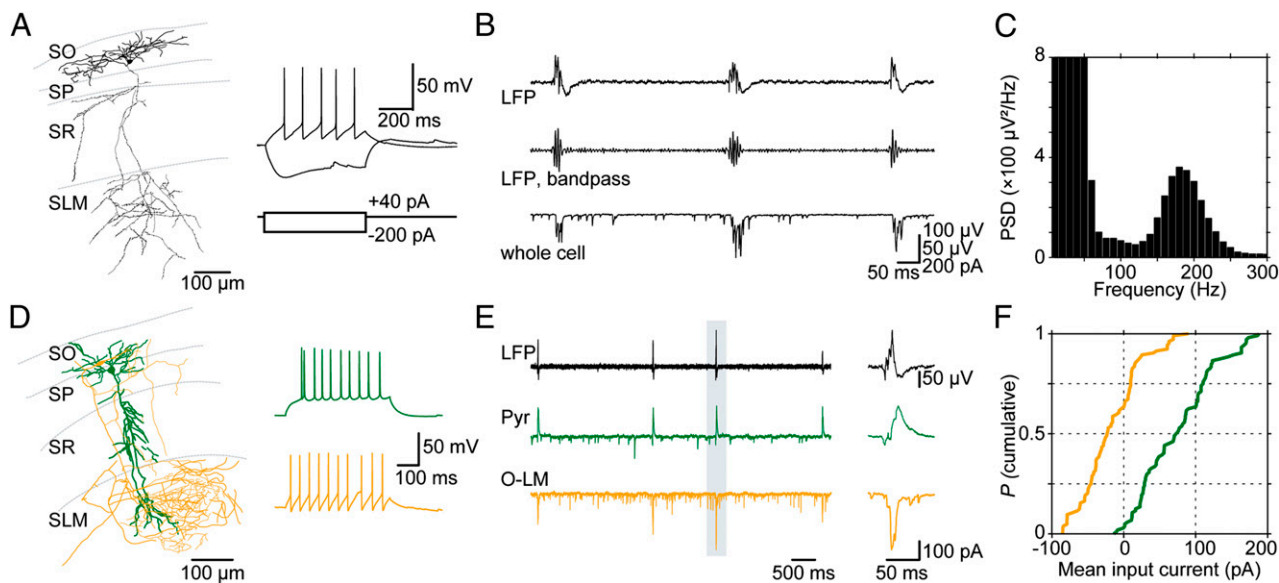 A
SO
SP
SR
SLM
100 µm
50 mV
200 ms
+40 pA
-200 pA
B
LFP
LFP, bandpass
whole cell
100 µV
50 µV
200 pA
50 ms
C
PSD (×100 µV²/Hz)
8
4
0
100 200 300
Frequency (Hz)
D
SO
SP
SR
SLM
100 µm
50 mV
100 ms
E
LFP
Pyr
O-LM
50 µV
100 pA
500 ms
50 ms
F
P (cumulative)
1
0.5
0
-100 0 100 200
Mean input current (pA)